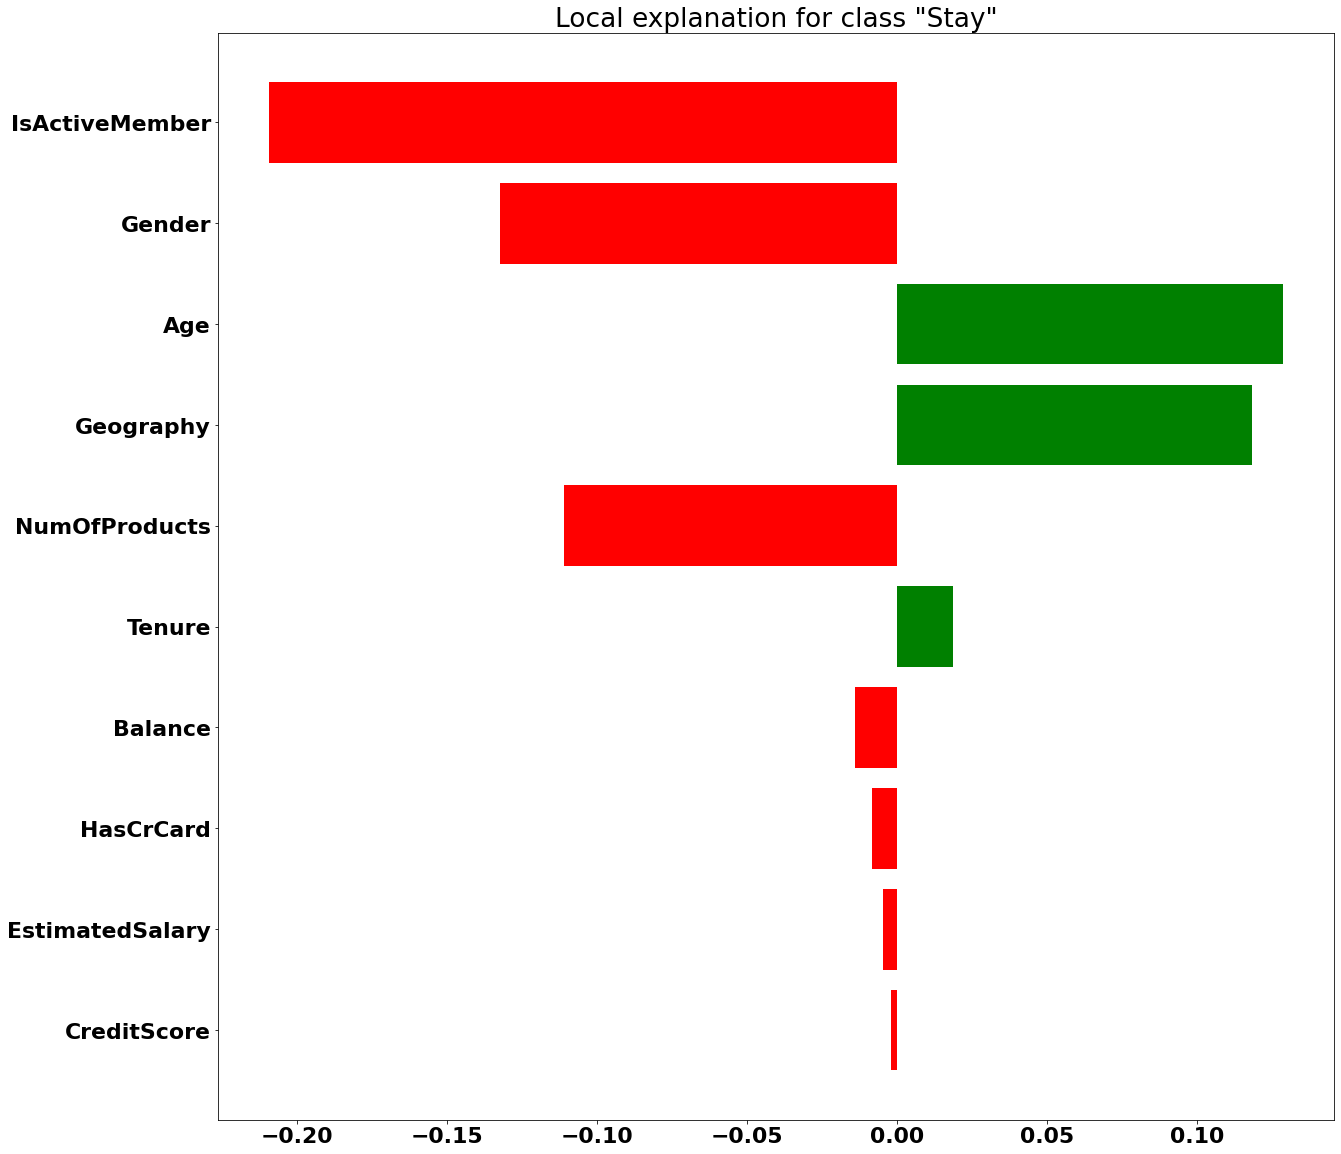 Local explanation for class "Stay"
IsActiveMember
Gender
Age
Geography
NumOfProducts
Tenure
Balance
HasCrCard
EstimatedSalary
CreditScore
−0.20 −0.15 −0.10 −0.05 0.00 0.05 0.10